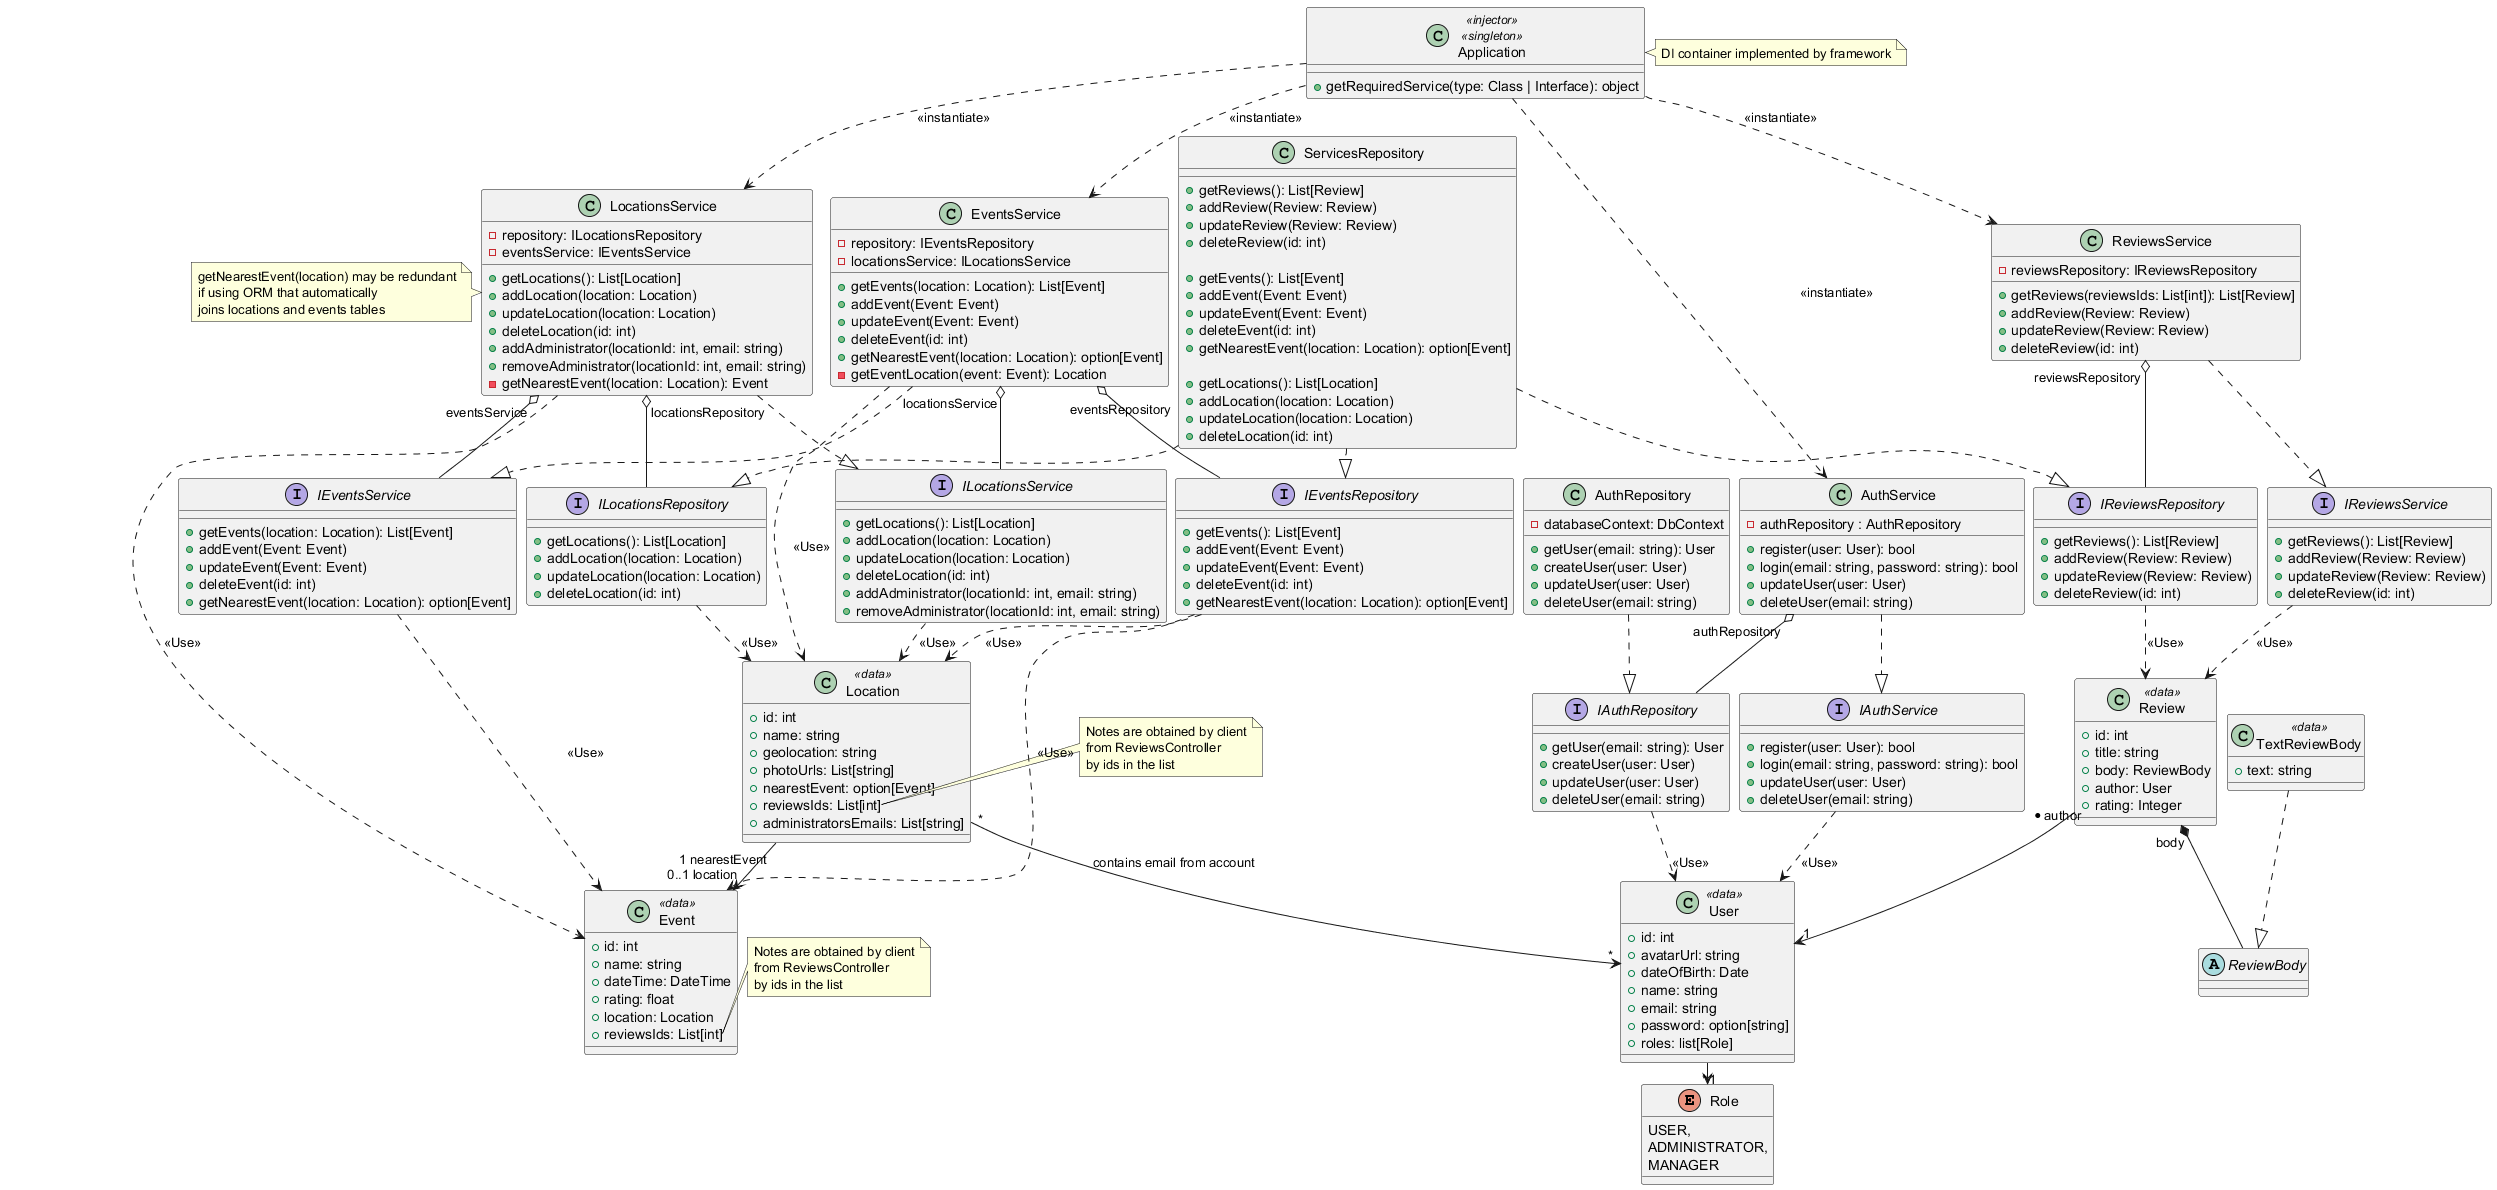 «injector»
«singleton»
Application
getRequiredService(type: Class | Interface): object
DI container implemented by framework
«instantiate»
«instantiate»
«instantiate»
«instantiate»
ServicesRepository
getReviews(): List[Review]
addReview(Review: Review)
updateReview(Review: Review)
deleteReview(id: int)
getEvents(): List[Event]
addEvent(Event: Event)
updateEvent(Event: Event)
deleteEvent(id: int)
getNearestEvent(location: Location): option[Event]
getLocations(): List[Location]
addLocation(location: Location)
updateLocation(location: Location)
deleteLocation(id: int)
LocationsService
repository: ILocationsRepository
eventsService: IEventsService
getLocations(): List[Location]
addLocation(location: Location)
updateLocation(location: Location)
deleteLocation(id: int)
addAdministrator(locationId: int, email: string)
removeAdministrator(locationId: int, email: string)
getNearestEvent(location: Location): Event
getNearestEvent(location) may be redundant
if using ORM that automatically
joins locations and events tables
EventsService
repository: IEventsRepository
locationsService: ILocationsService
getEvents(location: Location): List[Event]
addEvent(Event: Event)
updateEvent(Event: Event)
deleteEvent(id: int)
getNearestEvent(location: Location): option[Event]
getEventLocation(event: Event): Location
ReviewsService
reviewsRepository: IReviewsRepository
getReviews(reviewsIds: List[int]): List[Review]
addReview(Review: Review)
updateReview(Review: Review)
deleteReview(id: int)
eventsService
locationsRepository
locationsService
eventsRepository
reviewsRepository
IEventsService
getEvents(location: Location): List[Event]
addEvent(Event: Event)
updateEvent(Event: Event)
deleteEvent(id: int)
getNearestEvent(location: Location): option[Event]
ILocationsRepository
getLocations(): List[Location]
addLocation(location: Location)
updateLocation(location: Location)
deleteLocation(id: int)
«Use»
ILocationsService
getLocations(): List[Location]
addLocation(location: Location)
updateLocation(location: Location)
deleteLocation(id: int)
addAdministrator(locationId: int, email: string)
removeAdministrator(locationId: int, email: string)
IEventsRepository
getEvents(): List[Event]
addEvent(Event: Event)
updateEvent(Event: Event)
deleteEvent(id: int)
getNearestEvent(location: Location): option[Event]
AuthRepository
databaseContext: DbContext
getUser(email: string): User
createUser(user: User)
updateUser(user: User)
deleteUser(email: string)
AuthService
authRepository : AuthRepository
register(user: User): bool
login(email: string, password: string): bool
updateUser(user: User)
deleteUser(email: string)
IReviewsRepository
getReviews(): List[Review]
addReview(Review: Review)
updateReview(Review: Review)
deleteReview(id: int)
IReviewsService
getReviews(): List[Review]
addReview(Review: Review)
updateReview(Review: Review)
deleteReview(id: int)
«Use»
«Use»
«Use»
«Use»
authRepository
«Use»
«Use»
«data»
Location
id: int
name: string
geolocation: string
photoUrls: List[string]
nearestEvent: option[Event]
reviewsIds: List[int]
administratorsEmails: List[string]
Notes are obtained by client
from ReviewsController
by ids in the list
«Use»
«Use»
IAuthRepository
getUser(email: string): User
createUser(user: User)
updateUser(user: User)
deleteUser(email: string)
IAuthService
register(user: User): bool
login(email: string, password: string): bool
updateUser(user: User)
deleteUser(email: string)
«data»
Review
id: int
title: string
body: ReviewBody
author: User
rating: Integer
«data»
TextReviewBody
text: string
*
author
body
1 nearestEvent
0..1 location
contains email from account
«Use»
«Use»
«data»
Event
id: int
name: string
dateTime: DateTime
rating: float
location: Location
reviewsIds: List[int]
Notes are obtained by client
from ReviewsController
by ids in the list
*
1
«data»
User
id: int
avatarUrl: string
dateOfBirth: Date
name: string
email: string
password: option[string]
roles: list[Role]
ReviewBody
1
Role
USER,
ADMINISTRATOR,
MANAGER